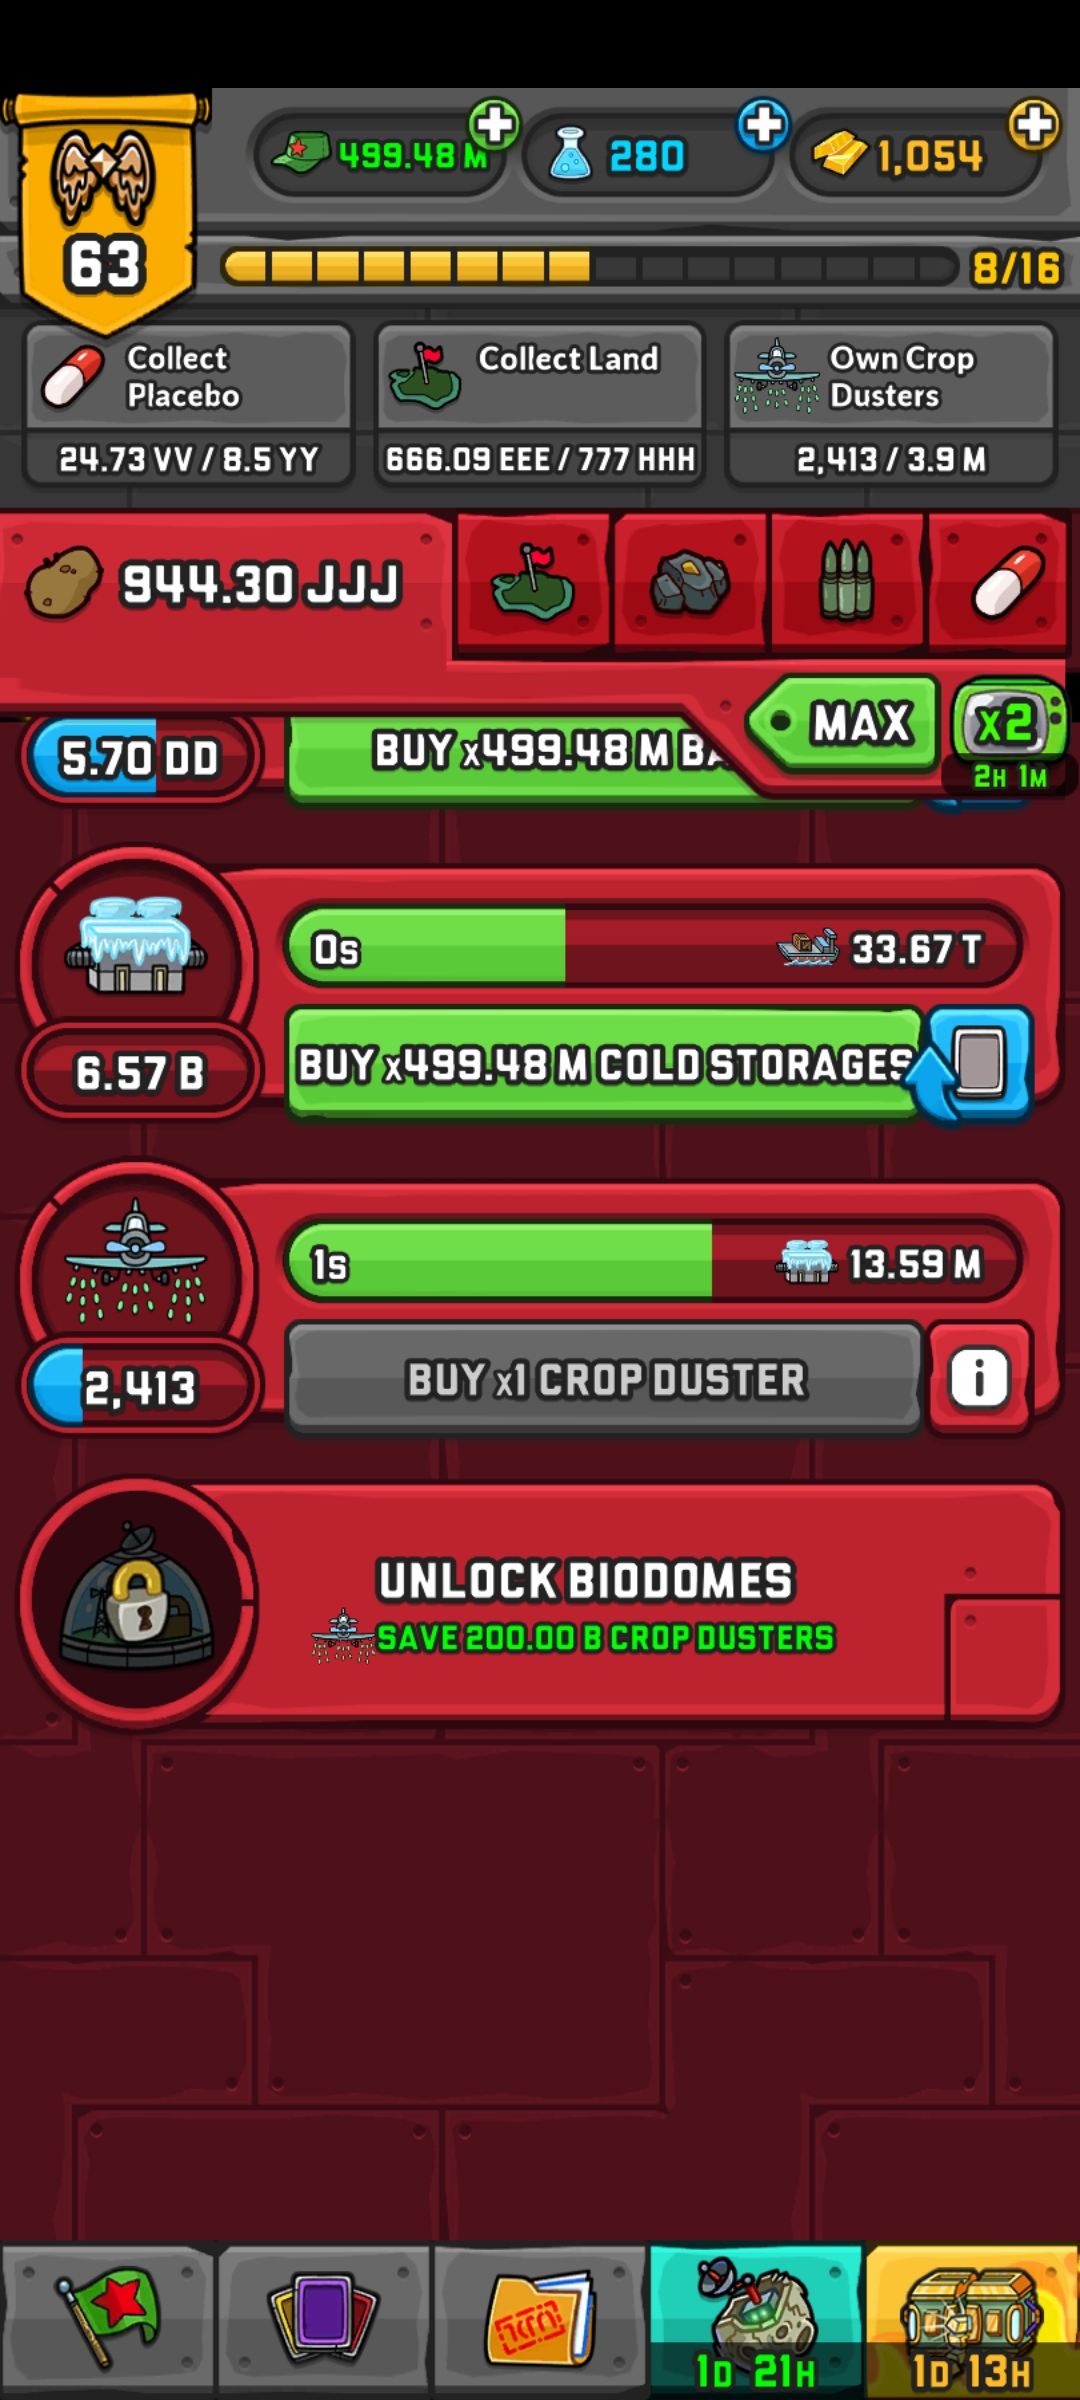 499.48 M
280
1,054
63
8/16
Collect
Placebo
24.73 VV / 8.5 YY
Collect Land
666.09 EEE / 777 HHH
Own Crop
Dusters
2,413 / 3.9 M
944.30 JJJ
MAX
X2
2H 1M
5.70 DD
BUY x499.48 M BA
0s
33.67 T
6.57 B
BUY x499.48 M COLD STORAGES
1s
13.59 M
2,413
BUY x1 CROP DUSTER
i
UNLOCK BIODOMES
SAVE 200.00 B CROP DUSTERS
1D 21H
1D 13H